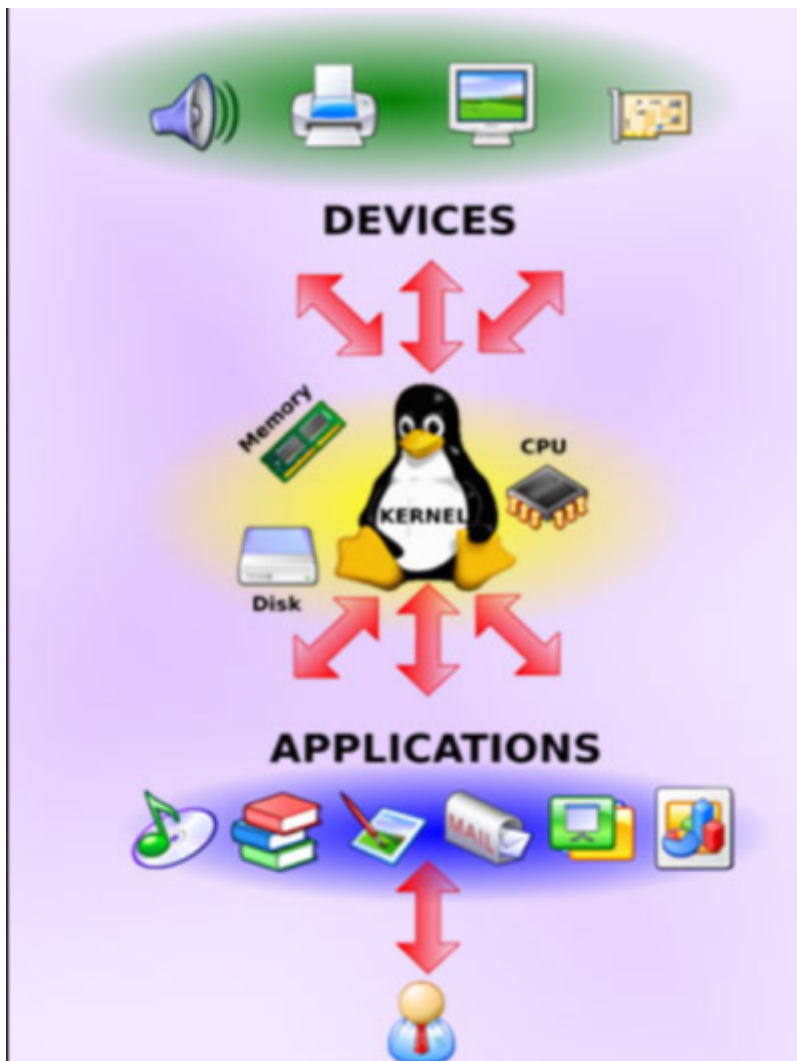 DEVICES
Memory
CPU
KERNEL
Disk
APPLICATIONS
MAIL